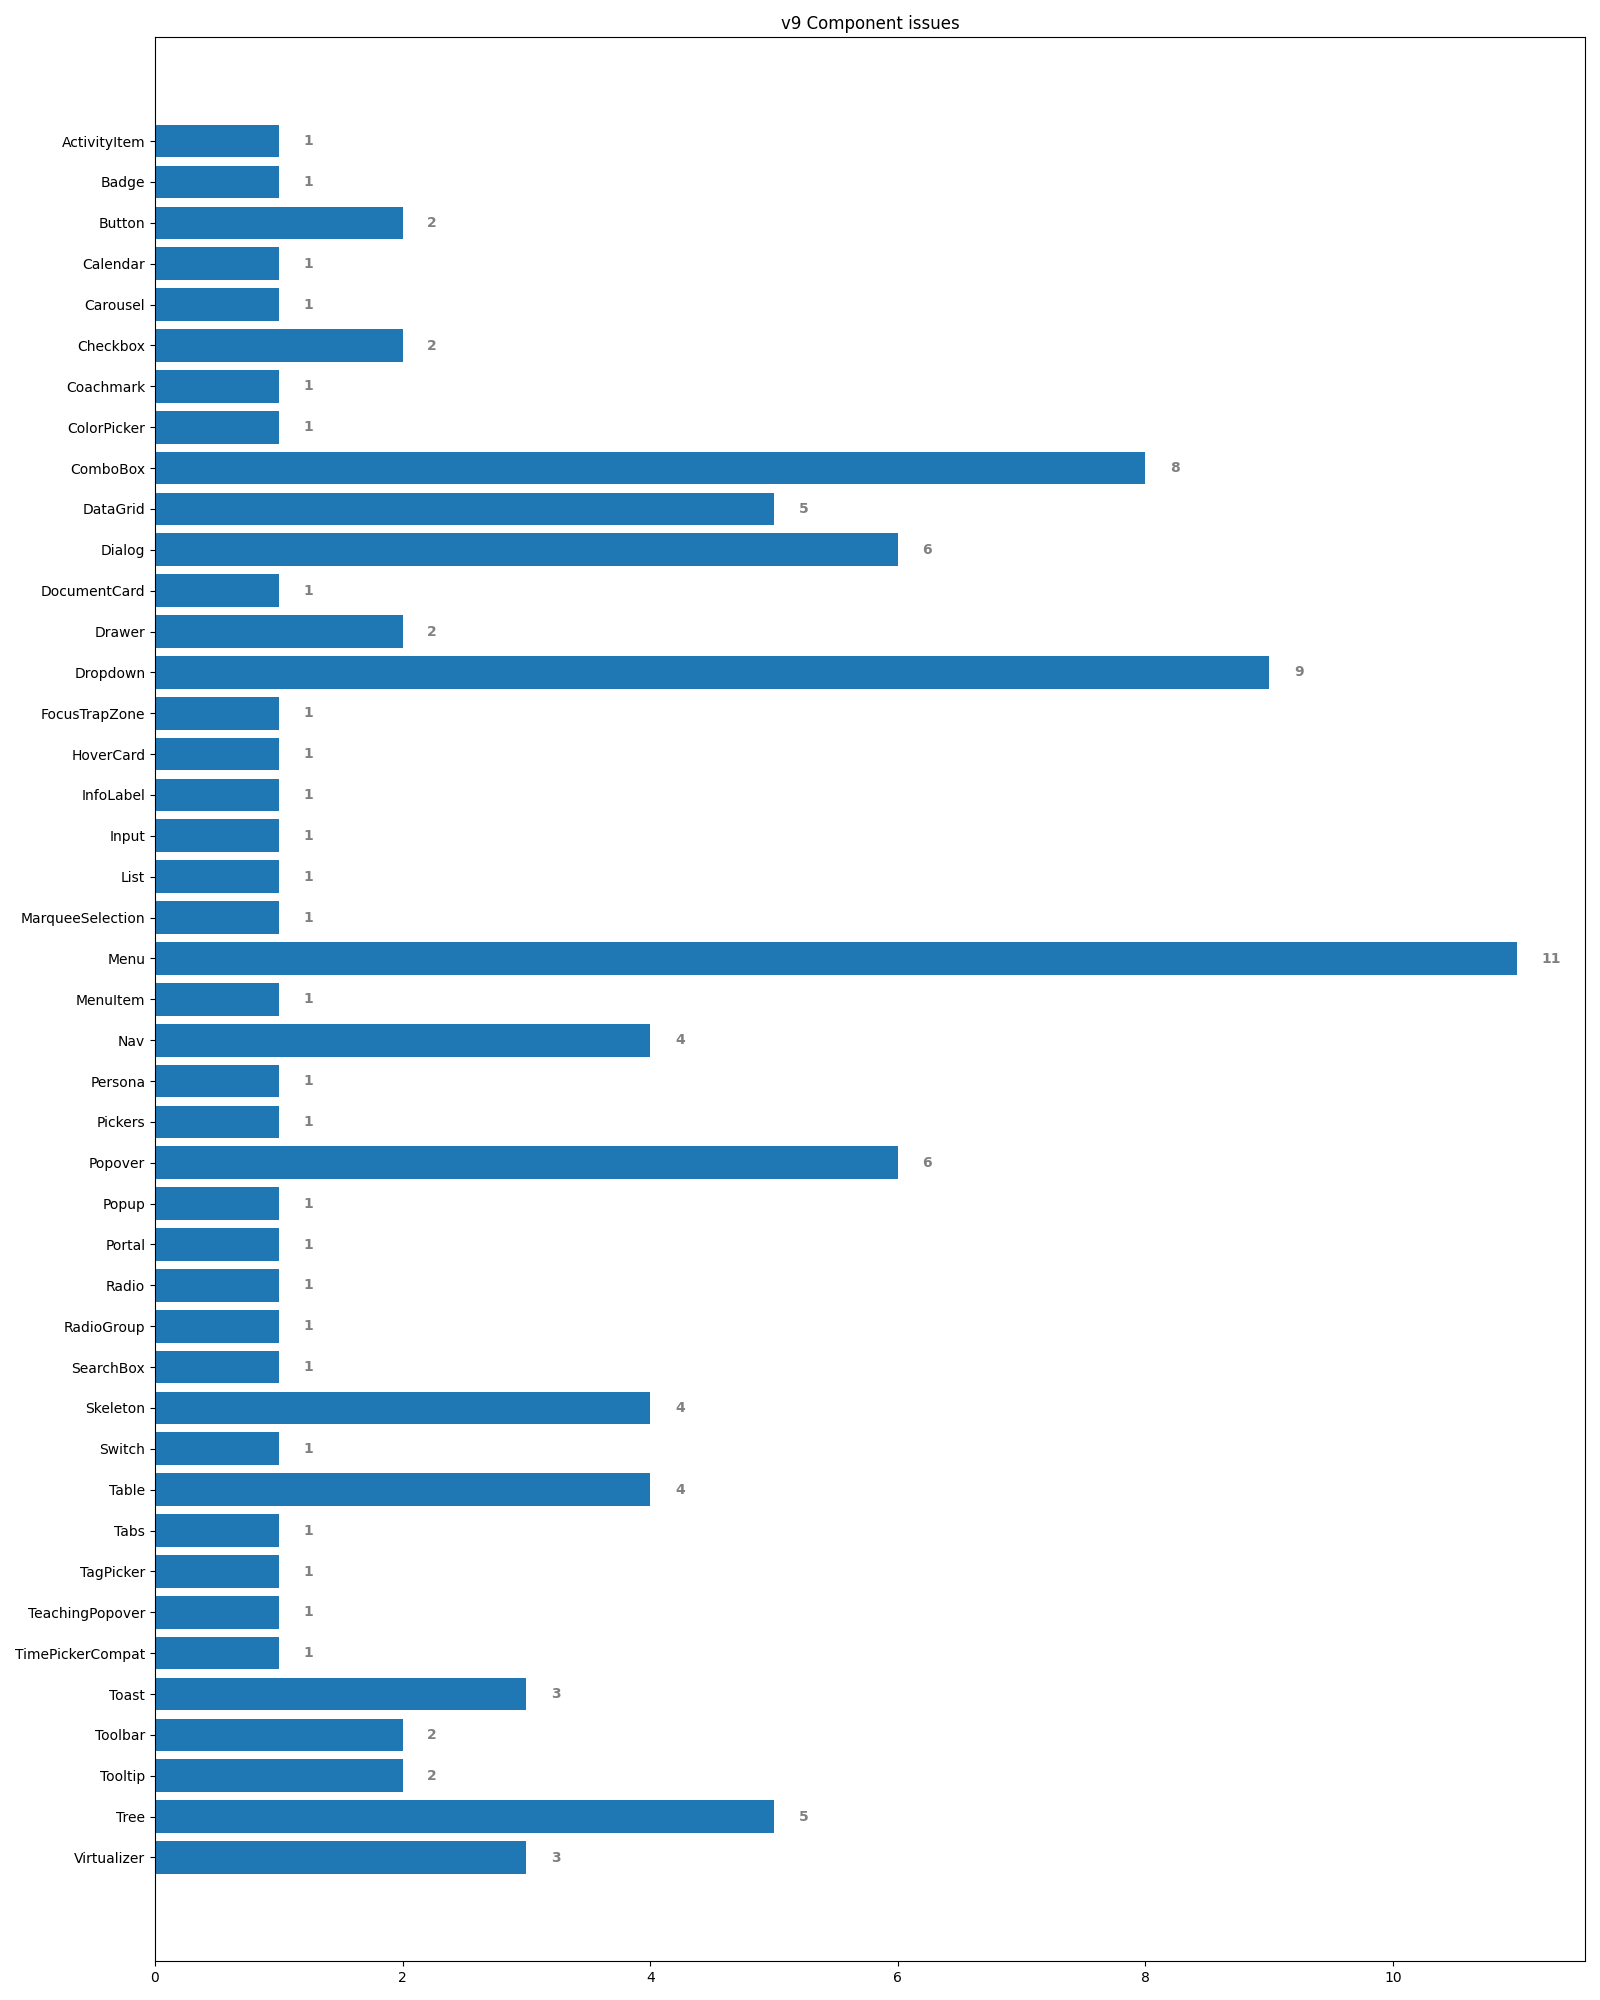 v9 Component issues
ActivityItem 1
Badge 1
Button 2
Calendar 1
Carousel 1
Checkbox 2
Coachmark 1
ColorPicker 1
ComboBox 8
DataGrid 5
Dialog 6
DocumentCard 1
Drawer 2
Dropdown 9
FocusTrapZone 1
HoverCard 1
InfoLabel 1
Input 1
List 1
MarqueeSelection 1
Menu 11
MenuItem 1
Nav 4
Persona 1
Pickers 1
Popover 6
Popup 1
Portal 1
Radio 1
RadioGroup 1
SearchBox 1
Skeleton 4
Switch 1
Table 4
Tabs 1
TagPicker 1
TeachingPopover 1
TimePickerCompat 1
Toast 3
Toolbar 2
Tooltip 2
Tree 5
Virtualizer 3
0 2 4 6 8 10